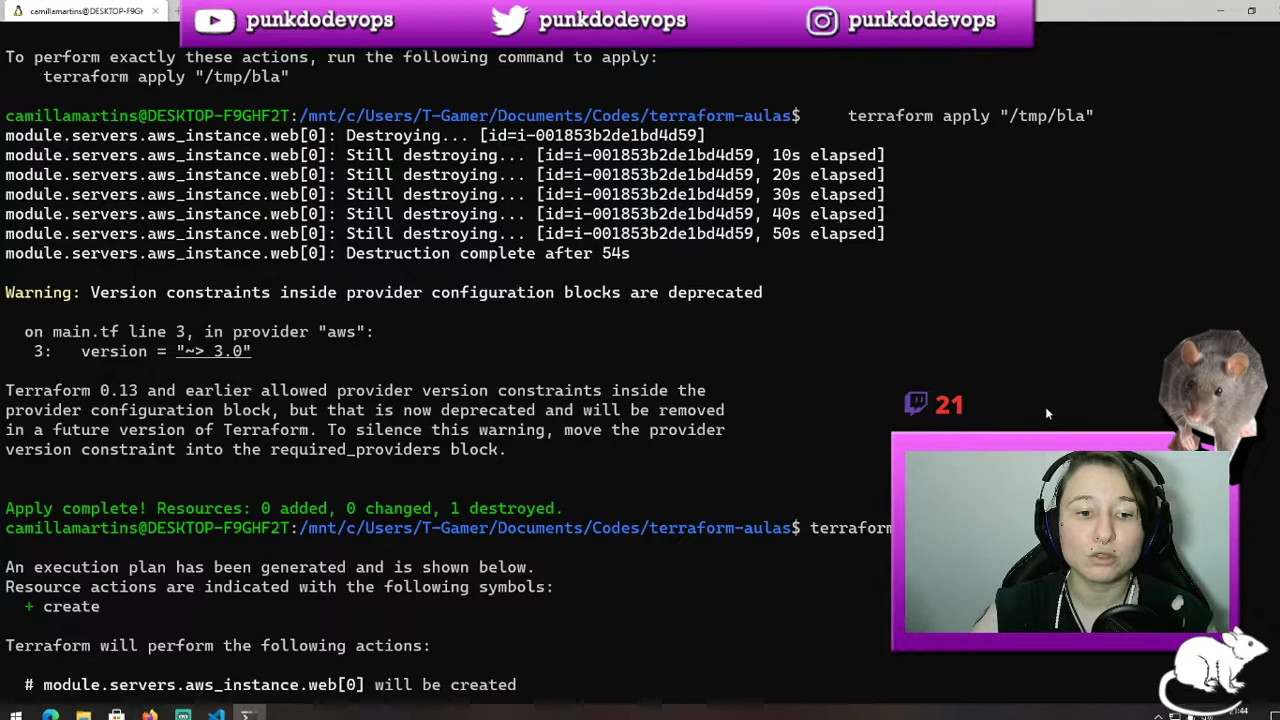 camillamartins@DESKTOP-F9GH
punkdodevops
punkdodevops
punkdodevops
To perform exactly these actions, run the following command to apply:
terraform apply "/tmp/bla"
camillamartins@DESKTOP-F9GHF2T:/mnt/c/Users/T-Gamer/Documents/Codes/terraform-aulas$ terraform apply "/tmp/bla"
module.servers.aws_instance.web[0]: Destroying... [id=i-001853b2de1bd4d59]
module.servers.aws_instance.web[0]: Still destroying... [id=i-001853b2de1bd4d59, 10s elapsed]
module.servers.aws_instance.web[0]: Still destroying... [id=i-001853b2de1bd4d59, 20s elapsed]
module.servers.aws_instance.web[0]: Still destroying... [id=i-001853b2de1bd4d59, 30s elapsed]
module.servers.aws_instance.web[0]: Still destroying... [id=i-001853b2de1bd4d59, 40s elapsed]
module.servers.aws_instance.web[0]: Still destroying... [id=i-001853b2de1bd4d59, 50s elapsed]
module.servers.aws_instance.web[0]: Destruction complete after 54s
Warning: Version constraints inside provider configuration blocks are deprecated
on main.tf line 3, in provider "aws":
3: version = "~> 3.0"
Terraform 0.13 and earlier allowed provider version constraints inside the
provider configuration block, but that is now deprecated and will be removed
in a future version of Terraform. To silence this warning, move the provider
version constraint into the required_providers block.
21
Apply complete! Resources: 0 added, 0 changed, 1 destroyed.
camillamartins@DESKTOP-F9GHF2T:/mnt/c/Users/T-Gamer/Documents/Codes/terraform-aulas$ terraform
An execution plan has been generated and is shown below.
Resource actions are indicated with the following symbols:
+ create
Terraform will perform the following actions:
# module.servers.aws_instance.web[0] will be created